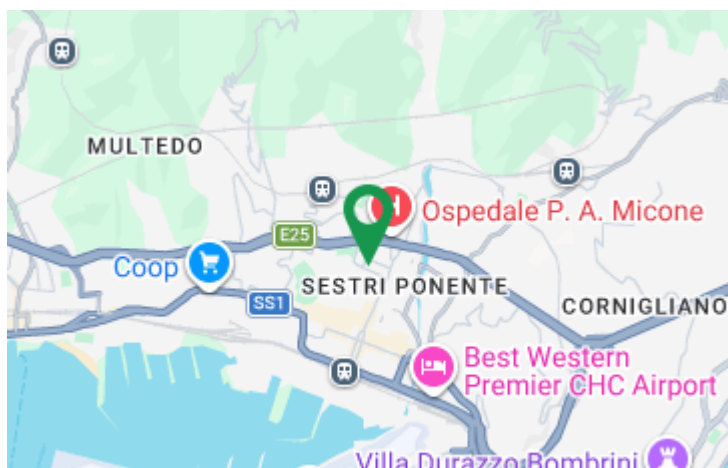 MULTEDO
Ospedale P. A. Micone
E25
Coop
SESTRI PONENTE
SS1
CORNIGLIANO
Best Western
Premier CHC Airport
Villa Durazzo Bombrini